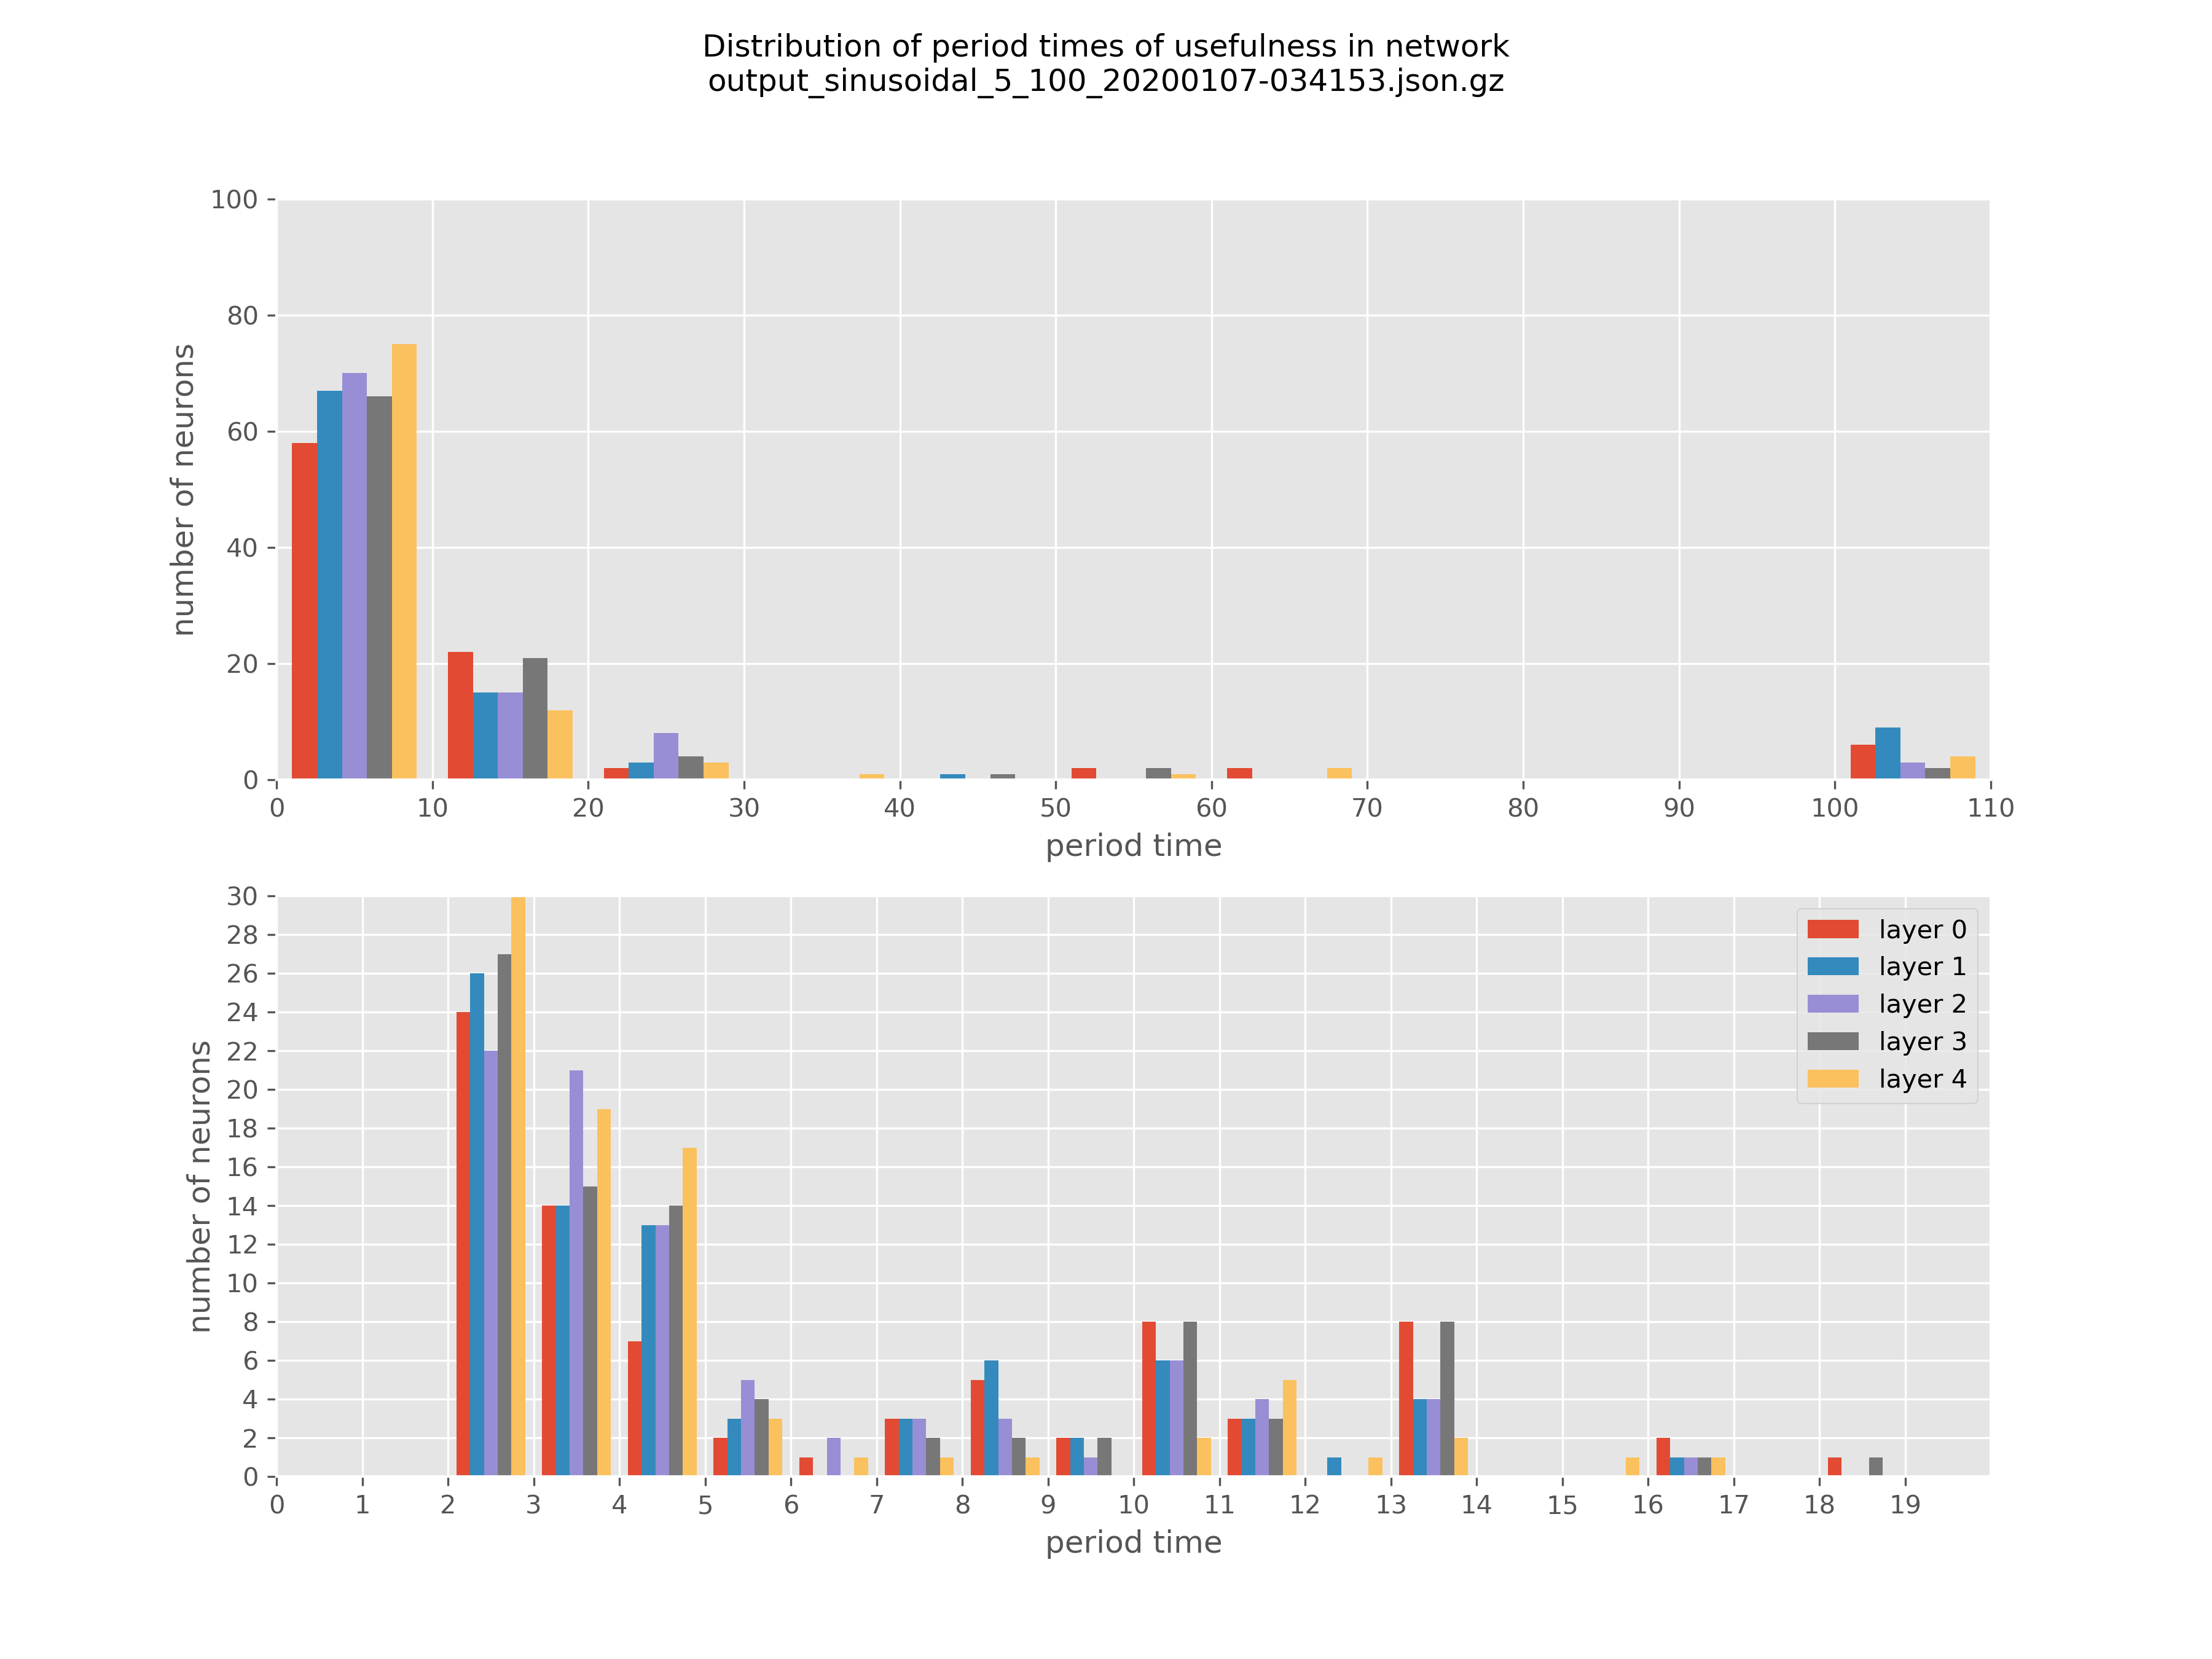 Distribution of period times of usefulness in network
output_sinusoidal_5_100_20200107-034153.json.gz
100
80
60
40
20
0
number of neurons
0 10 20 30 40 50 60 70 80 90 100 110
period time
30
28
26
24
22
20
18
16
14
12
10
8
6
4
2
0
number of neurons
layer 0
layer 1
layer 2
layer 3
layer 4
0 1 2 3 4 5 6 7 8 9 10 11 12 13 14 15 16 17 18 19
period time